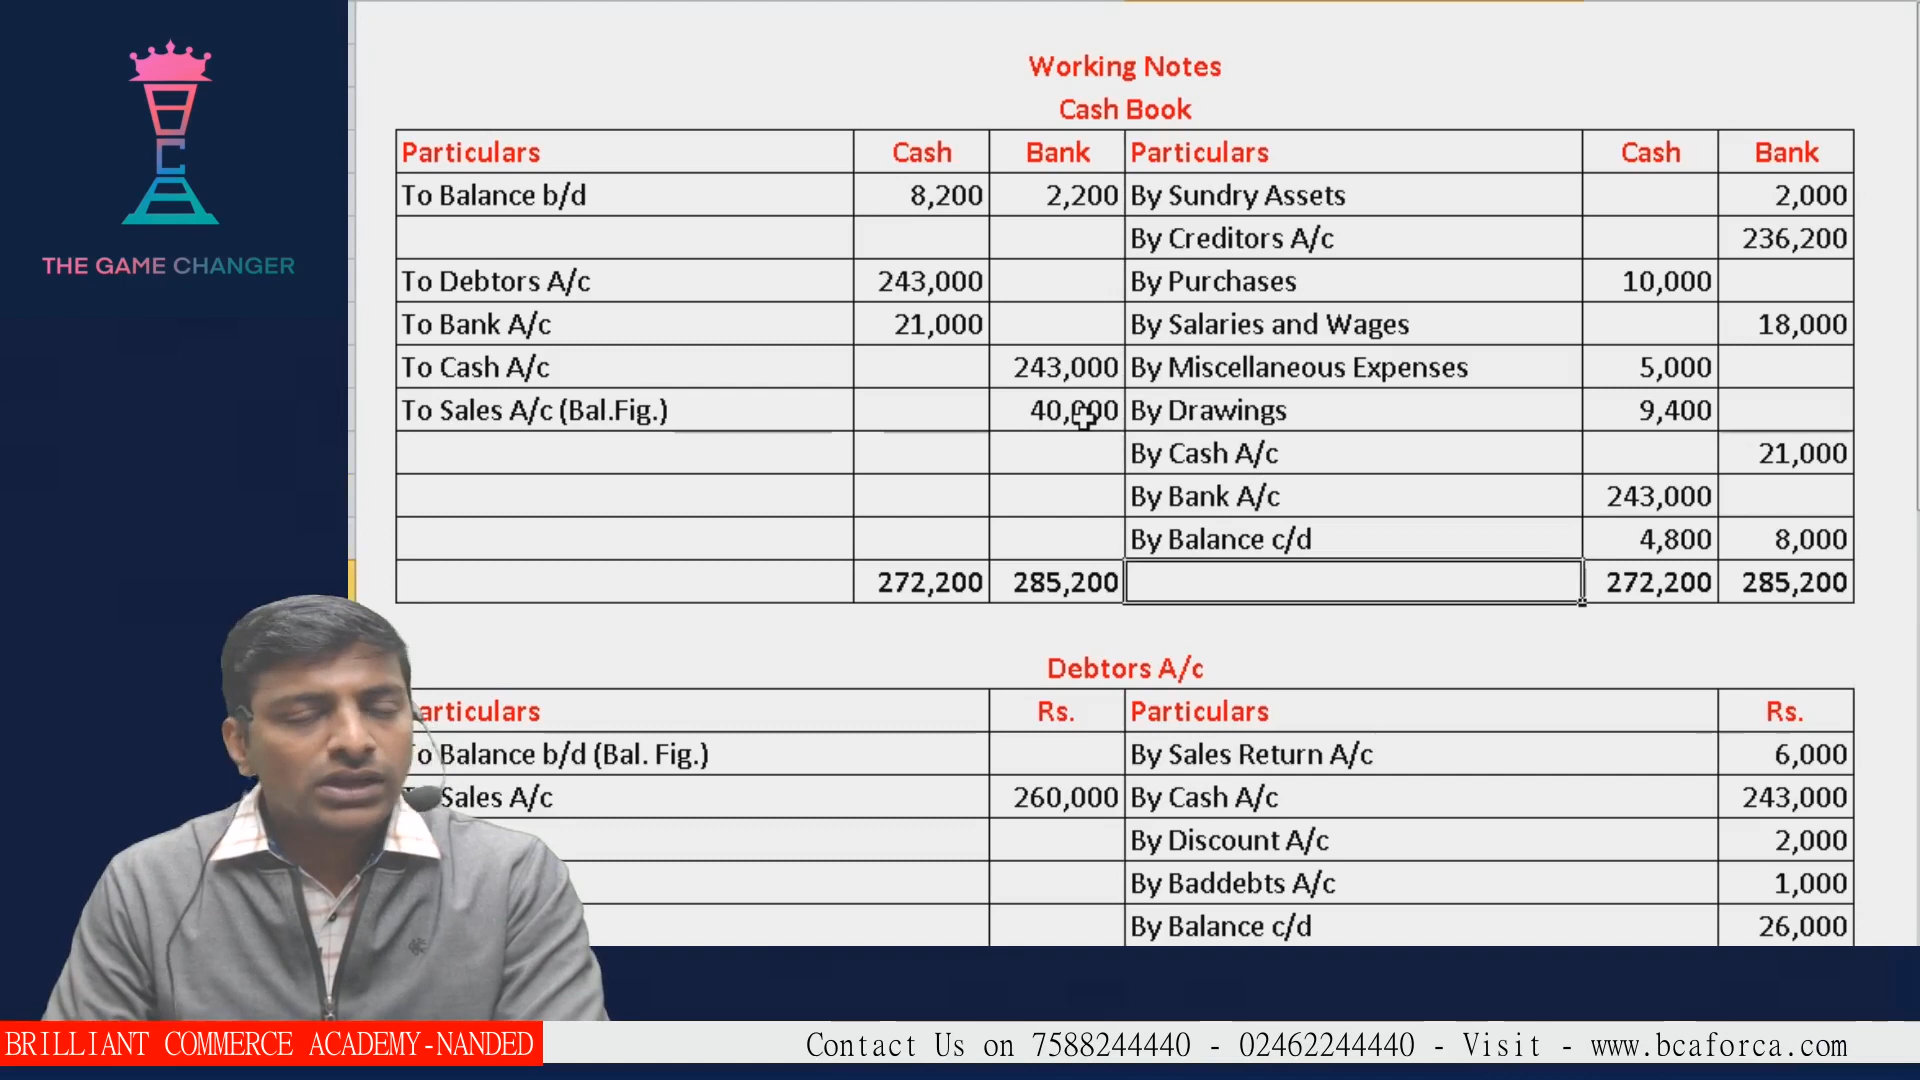 THE GAME CHANGER
Working Notes
Cash Book
Particulars Cash Bank Particulars Cash Bank
To Balance b/d 8,200 2,200 By Sundry Assets 2,000
By Creditors A/c 236,200
To Debtors A/c 243,000 By Purchases 10,000
To Bank A/c 21,000 By Salaries and Wages 18,000
To Cash A/c 243,000 By Miscellaneous Expenses 5,000
To Sales A/c (Bal.Fig.) 40,000 By Drawings 9,400
By Cash A/c 21,000
By Bank A/c 243,000
By Balance c/d 4,800 8,000
272,200 285,200 272,200 285,200
Debtors A/c
articulars Rs. Particulars Rs.
To Balance b/d (Bal. Fig.) By Sales Return A/c 6,000
Sales A/c 260,000 By Cash A/c 243,000
By Discount A/c 2,000
By Baddebts A/c 1,000
By Balance c/d 26,000
BRILLIANT COMMERCE ACADEMY-NANDED
Contact Us on 7588244440 - 02462244440 - Visit - www.bcaforca.com